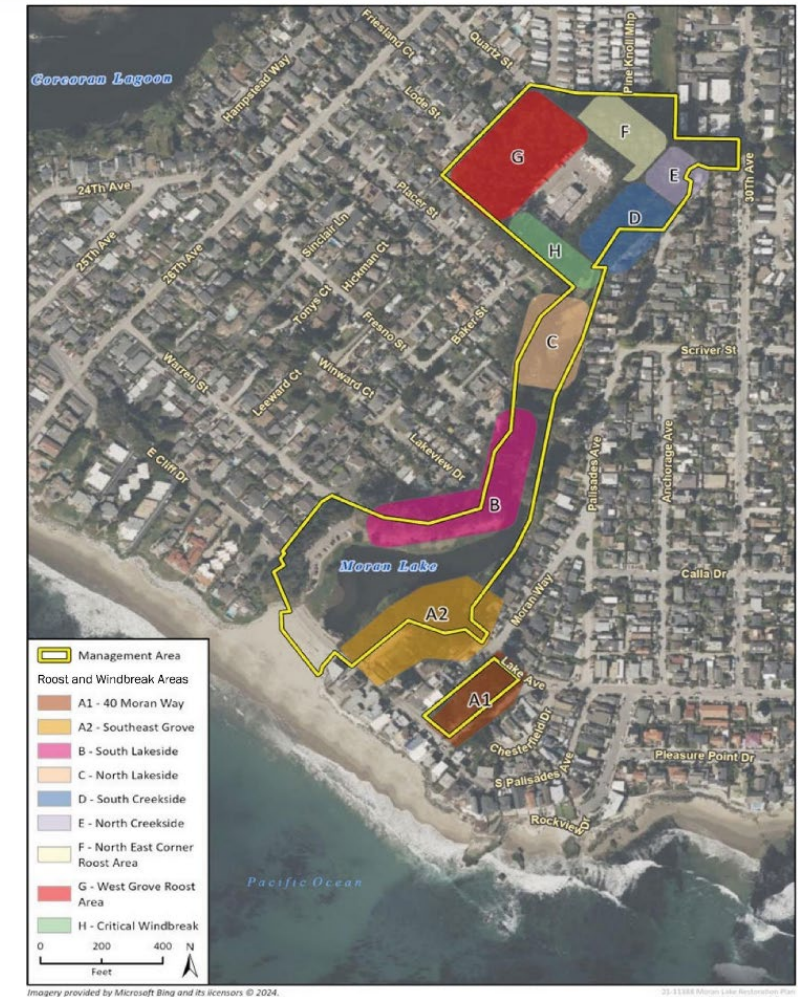 Corcoran Lagoon
Friesland Ct
Quartz St
Pine Knoll Mhp
Hampstead Way
Lode St
G
F
E
30Th Ave
24Th Ave
Placer St
D
25Th Ave
26Th Ave
Sinclair Ln
Hickman Ct
H
Tonys Ct
Fresno St
Baker St
C
Scriver St
Warren St
Leeward Ct
Winward Ct
Lakeview Dr
Palisades Ave
Anchorage Ave
E Cliff Dr
B
Moran Lake
Calla Dr
Moran Way
A2
Lake Ave
A1
Chesterfield Dr
S Palisades Ave
Pleasure Point Dr
Rockview Dr
Pacific Ocean
Management Area
Roost and Windbreak Areas
A1 - 40 Moran Way
A2 - Southeast Grove
B - South Lakeside
C - North Lakeside
D - South Creekside
E - North Creekside
F - North East Corner
Roost Area
G - West Grove Roost
Area
H - Critical Windbreak
0 200 400 N
Feet
Imagery provided by Microsoft Bing and its licensors © 2024.
Moran Lake Restoration Plan